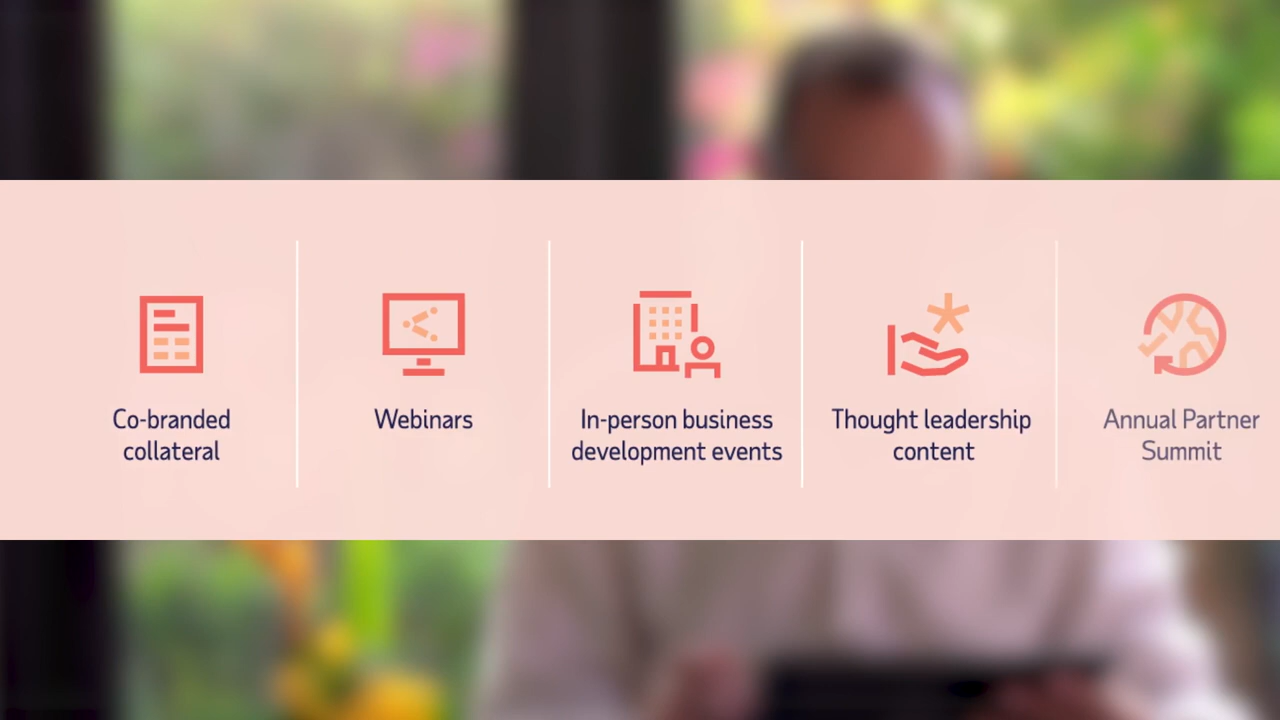 Co-branded
collateral
Webinars
In-person business
development events
Thought leadership
content
Annual Partner
Summit